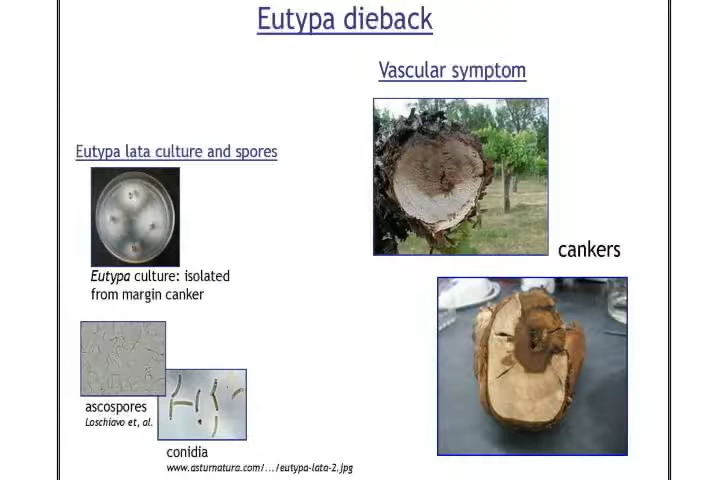 Eutypa dieback
Vascular symptom
Eutypa lata culture and spores
cankers
Eutypa culture: isolated
from margin canker
ascospores
Loschiavo et, al.
conidia
www.asturnatura.com/.../eutypa-lata-2.jpg